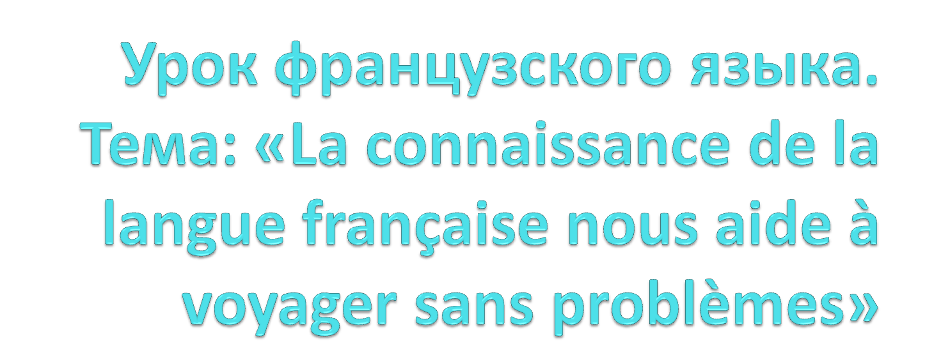 Урок французского языка.
Тема: «La connaissance de la
langue française nous aide à
voyager sans problèmes»